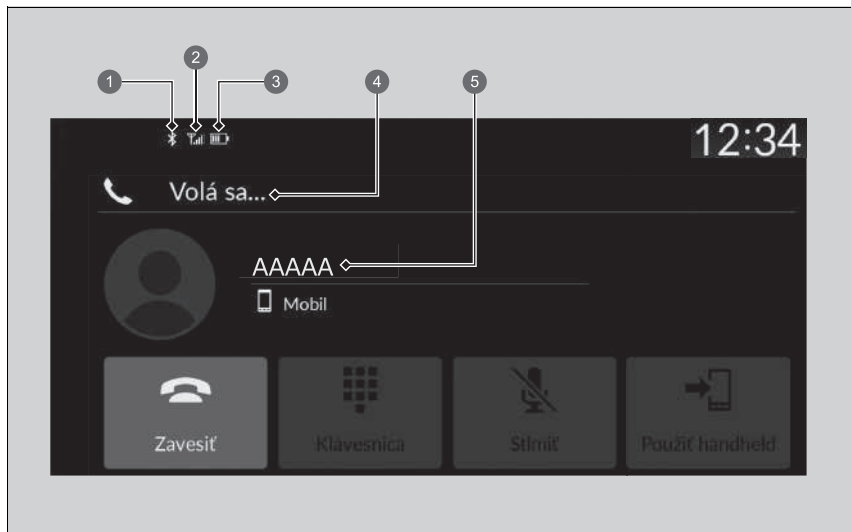 2
1
3
4
5
12:34
Volá sa...
AAAAA
Mobil
Zavesiť
Klávesnica
Stlmiť
Použiť handheld